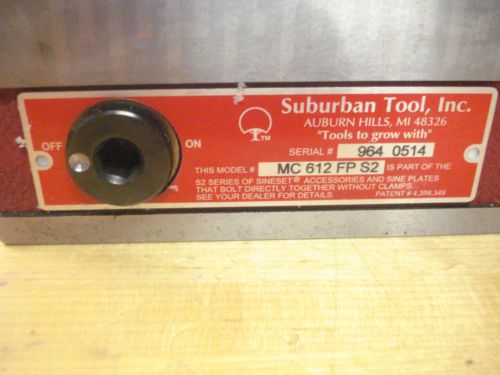 OFF
ON
TM
Suburban Tool, Inc.
AUBURN HILLS, MI 48326
"Tools to grow with"
SERIAL # 964 0514
THIS MODEL # MC 612 FP S2 IS PART OF THE
S2 SERIES OF SINESET® ACCESSORIES AND SINE PLATES
THAT BOLT DIRECTLY TOGETHER WITHOUT CLAMPS.
SEE YOUR DEALER FOR DETAILS. PATENT # 4,398,349